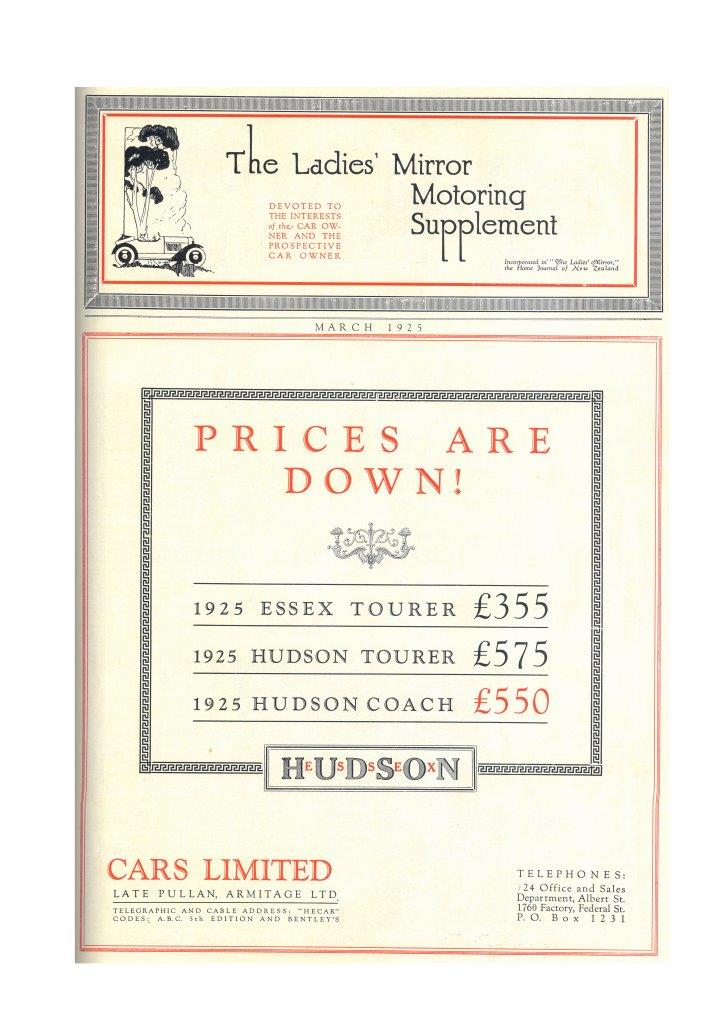 The Ladies' Mirror
Motoring
Supplement
DEVOTED TO
THE INTERESTS
of the CAR OW-
NER AND THE
PROSPECTIVE
CAR OWNER
Incorporated in "The Ladies' Mirror,"
the Home Journal of New Zealand
MARCH 1925
PRICES ARE
DOWN!
1925 ESSEX TOURER £355
1925 HUDSON TOURER £575
1925 HUDSON COACH £550
HUDSON
ESSEX
CARS LIMITED
LATE PULLAN, ARMITAGE LTD.
TELEGRAPHIC AND CABLE ADDRESS: "HECAR"
CODES: A.B.C. 5th EDITION AND BENTLEY'S
TELEPHONES:
Office and Sales
Department, Albert St.
1760 Factory, Federal St.
P. O. Box 1231